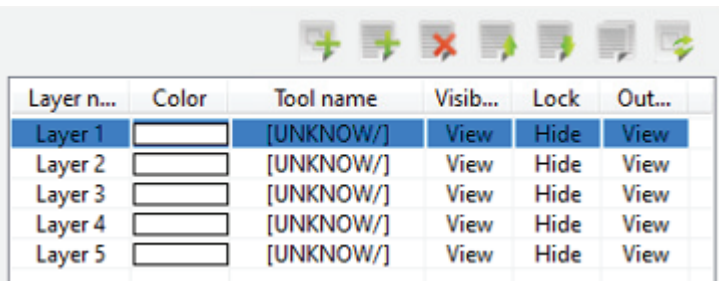 Layer n... Color Tool name Visib... Lock Out...
Layer 1 [UNKNOW/] View Hide View
Layer 2 [UNKNOW/] View Hide View
Layer 3 [UNKNOW/] View Hide View
Layer 4 [UNKNOW/] View Hide View
Layer 5 [UNKNOW/] View Hide View